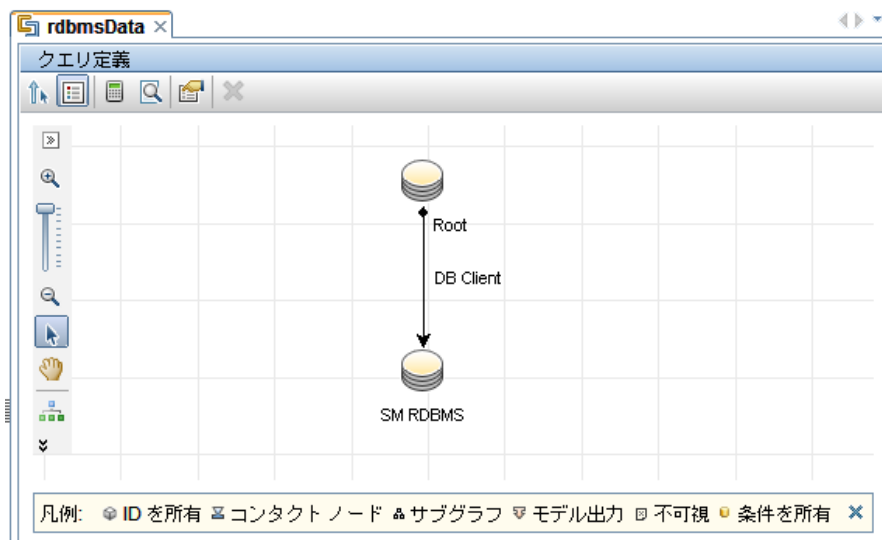 rdbmsData
クエリ定義
Root
DB Client
SM RDBMS
凡例: ID を所有 コンタクト ノード サブグラフ モデル出力 不可視 条件を所有